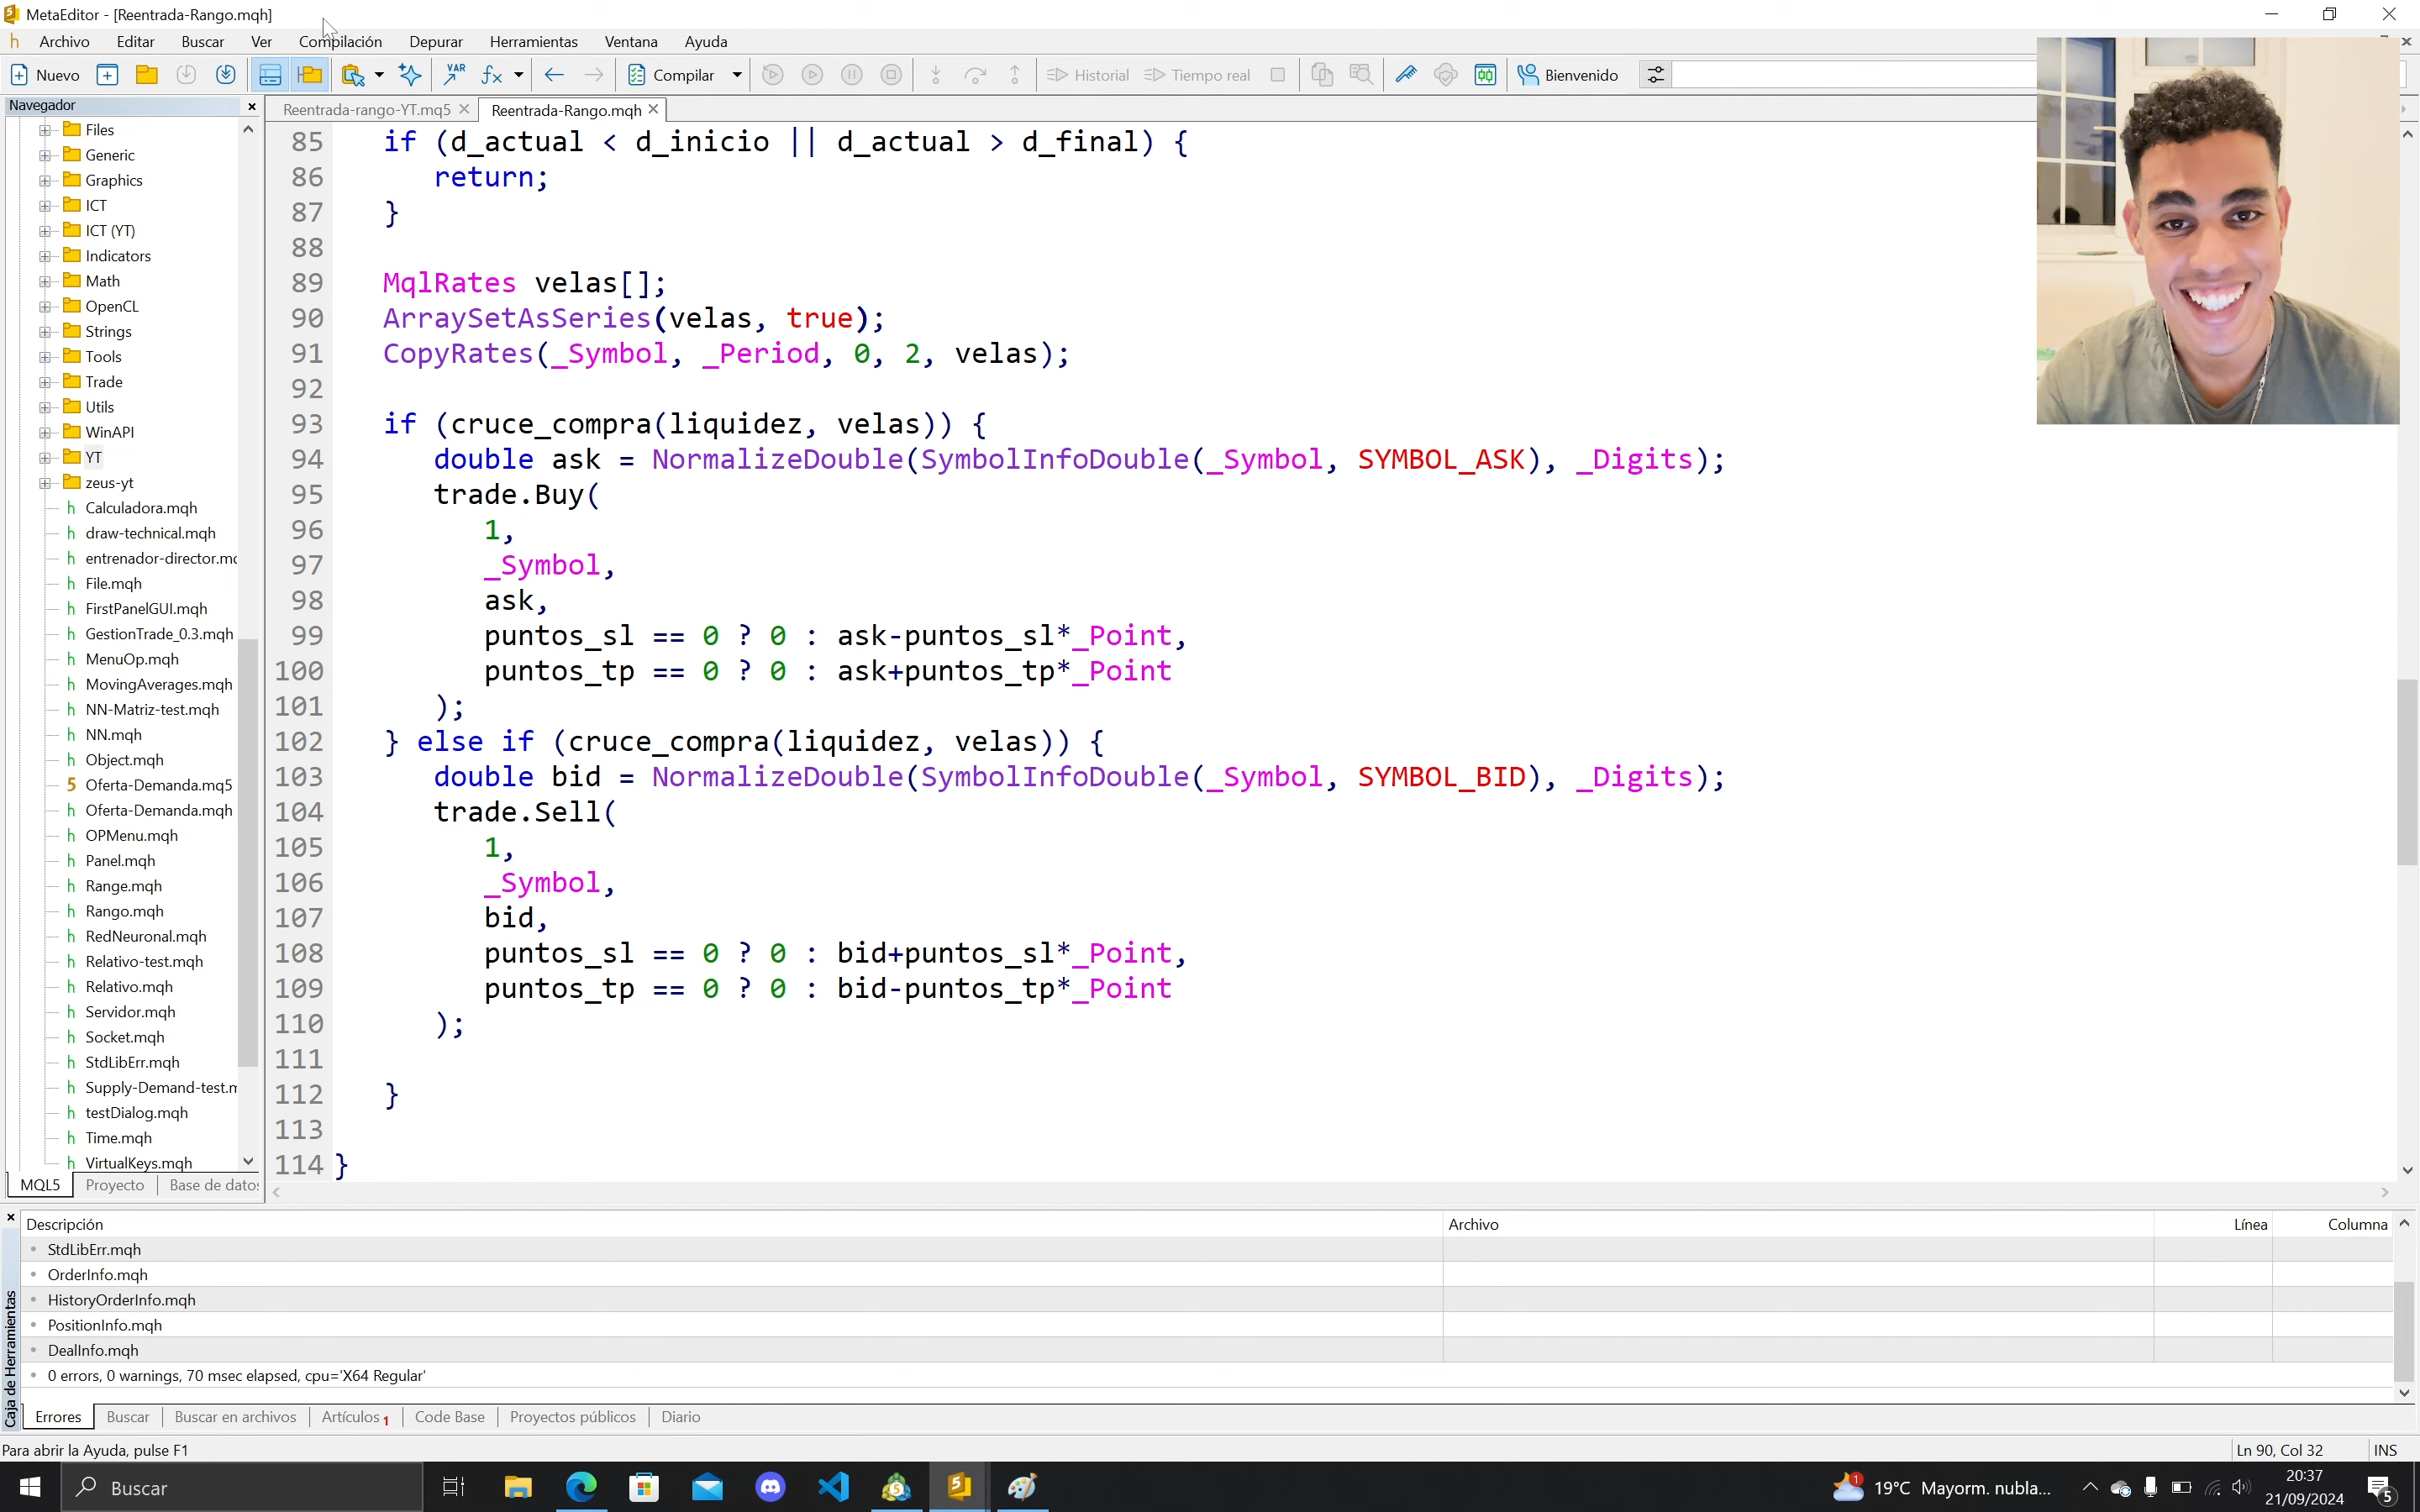 MetaEditor - [Reentrada-Rango.mqh]
Archivo Editar Buscar Ver Compilación Depurar Herramientas Ventana Ayuda
Nuevo VAR fx Compilar Historial Tiempo real Bienvenido
Navegador
Reentrada-rango-YT.mq5 Reentrada-Rango.mqh
Files
Generic
Graphics
ICT
ICT (YT)
Indicators
Math
OpenCL
Strings
Tools
Trade
Utils
WinAPI
YT
zeus-yt
Calculadora.mqh
draw-technical.mqh
entrenador-director.mq
File.mqh
FirstPanelGUI.mqh
GestionTrade_0.3.mqh
MenuOp.mqh
MovingAverages.mqh
NN-Matriz-test.mqh
NN.mqh
Object.mqh
Oferta-Demanda.mq5
Oferta-Demanda.mqh
OPMenu.mqh
Panel.mqh
Range.mqh
Rango.mqh
RedNeuronal.mqh
Relativo-test.mqh
Relativo.mqh
Servidor.mqh
Socket.mqh
StdLibErr.mqh
Supply-Demand-test.m
testDialog.mqh
Time.mqh
VirtualKeys.mqh
MQL5 Proyecto Base de datos
85 if (d_actual < d_inicio || d_actual > d_final) {
86 return;
87 }
88
89 MqlRates velas[];
90 ArraySetAsSeries(velas, true);
91 CopyRates(_Symbol, _Period, 0, 2, velas);
92
93 if (cruce_compra(liquidez, velas)) {
94 double ask = NormalizeDouble(SymbolInfoDouble(_Symbol, SYMBOL_ASK), _Digits);
95 trade.Buy(
96 1,
97 _Symbol,
98 ask,
99 puntos_sl == 0 ? 0 : ask-puntos_sl*_Point,
100 puntos_tp == 0 ? 0 : ask+puntos_tp*_Point
101 );
102 } else if (cruce_compra(liquidez, velas)) {
103 double bid = NormalizeDouble(SymbolInfoDouble(_Symbol, SYMBOL_BID), _Digits);
104 trade.Sell(
105 1,
106 _Symbol,
107 bid,
108 puntos_sl == 0 ? 0 : bid+puntos_sl*_Point,
109 puntos_tp == 0 ? 0 : bid-puntos_tp*_Point
110 );
111
112 }
113
114 }
Caja de Herramientas
Descripción Archivo Línea Columna
StdLibErr.mqh
OrderInfo.mqh
HistoryOrderInfo.mqh
PositionInfo.mqh
DealInfo.mqh
0 errors, 0 warnings, 70 msec elapsed, cpu='X64 Regular'
Errores Buscar Buscar en archivos Artículos 1 Code Base Proyectos públicos Diario
Para abrir la Ayuda, pulse F1 Ln 90, Col 32 INS
Buscar 1 19°C Mayorm. nubla... 20:37
21/09/2024 5